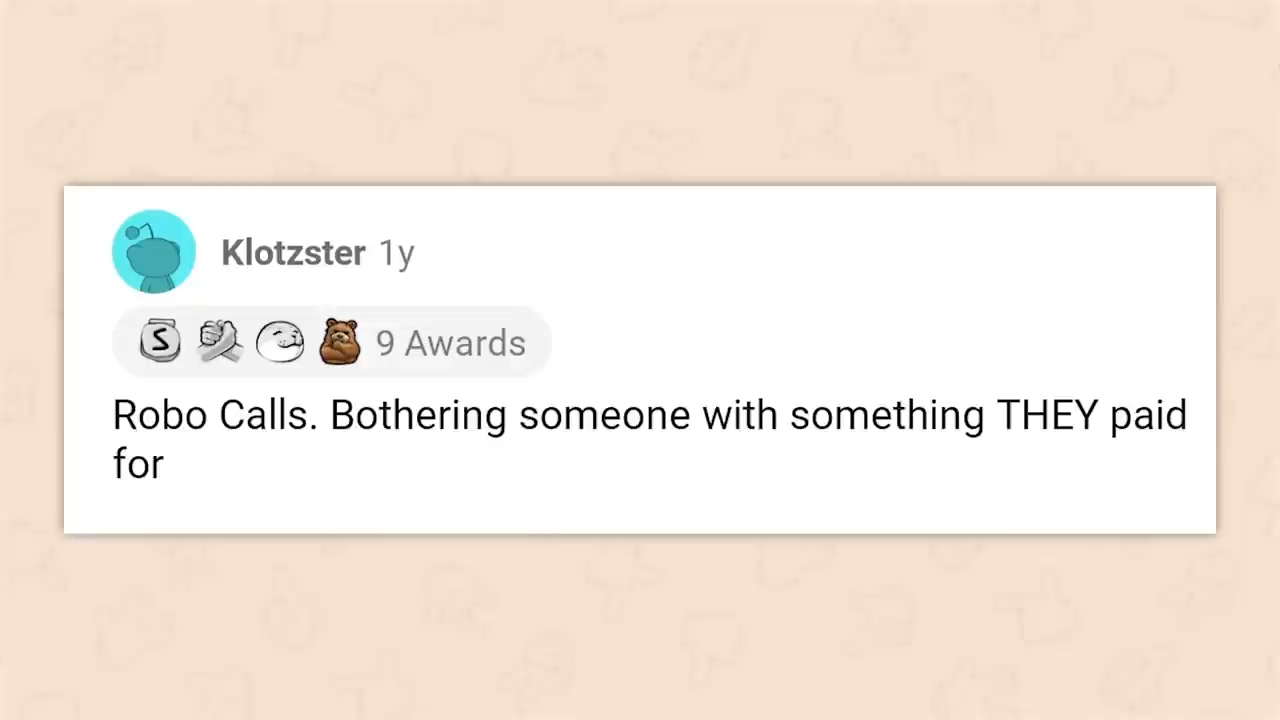 Klotzster 1y
9 Awards
Robo Calls. Bothering someone with something THEY paid
for